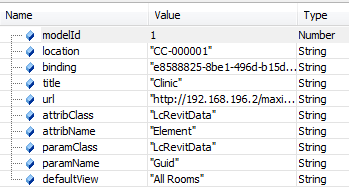 Name Value Type
modelId 1 Number
location "CC-000001" String
binding "e8588825-8be1-496d-b15d... String
title "Clinic" String
url "http://192.168.196.2/maxi... String
attribClass "LcRevitData" String
attribName "Element" String
paramClass "LcRevitData" String
paramName "Guid" String
defaultView "All Rooms" String